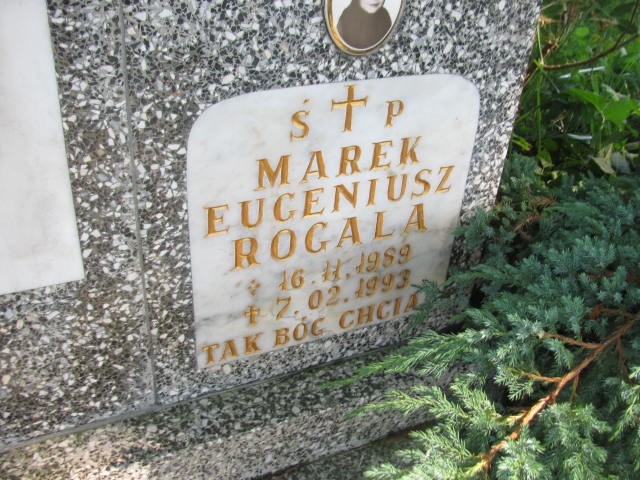 Ś † P
MAREK
EUGENIUSZ
ROGALA
* 16.11.1989
† 7.02.1993
TAK BÓG CHCIAŁ